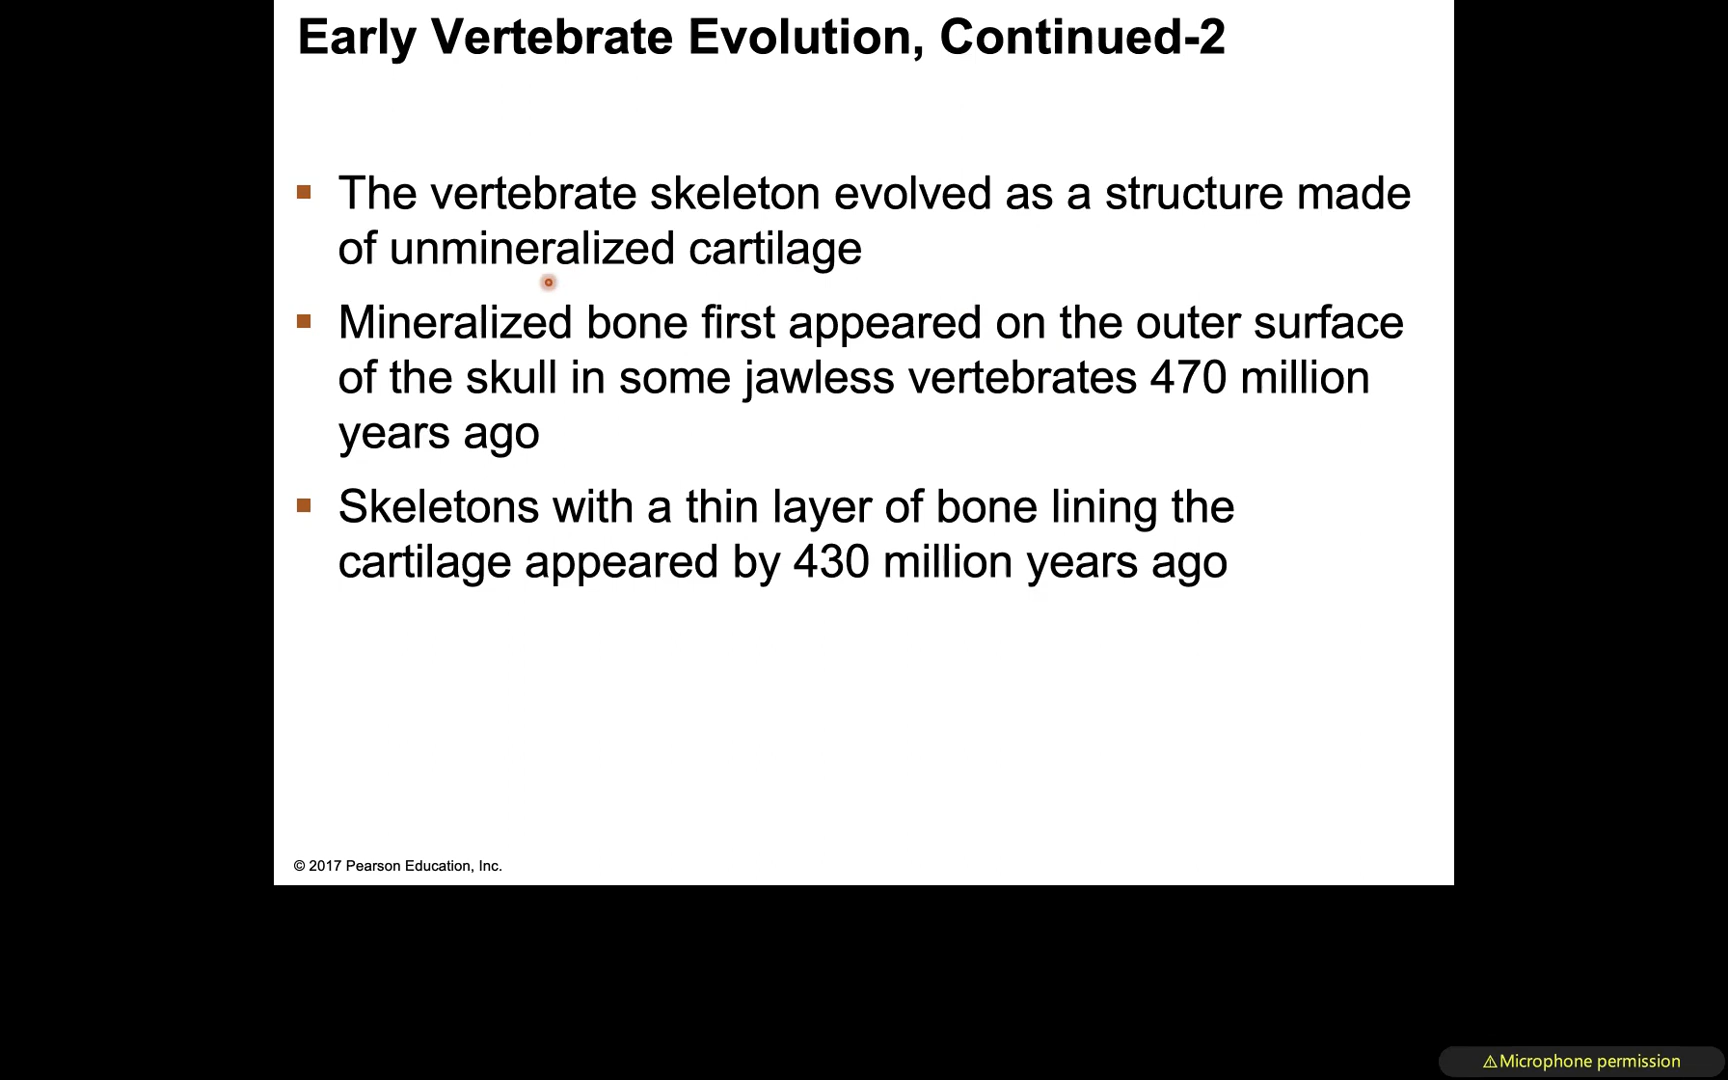 Early Vertebrate Evolution, Continued-2
The vertebrate skeleton evolved as a structure made
of unmineralized cartilage
Mineralized bone first appeared on the outer surface
of the skull in some jawless vertebrates 470 million
years ago
Skeletons with a thin layer of bone lining the
cartilage appeared by 430 million years ago
© 2017 Pearson Education, Inc.
⚠Microphone permission